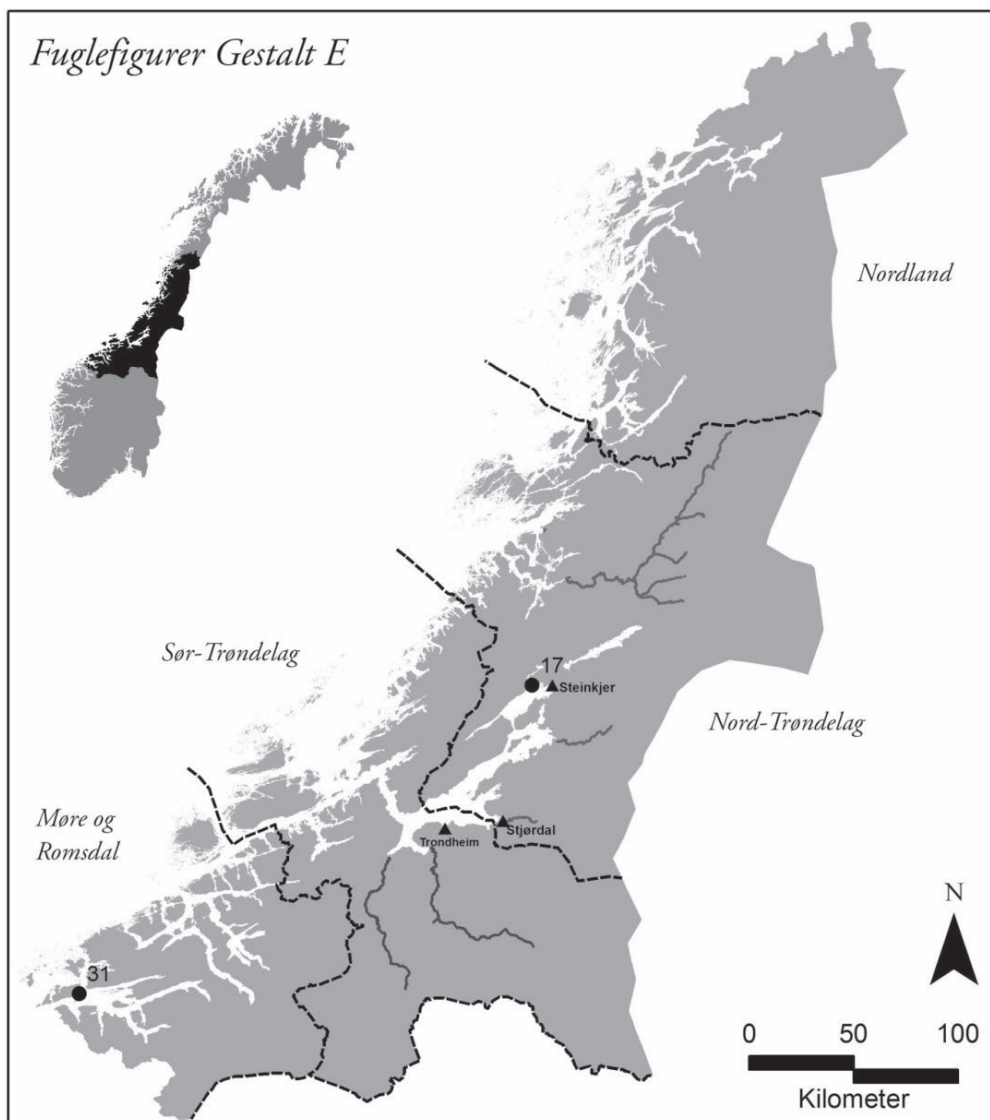 Fuglefigurer Gestalt E
Nordland
Sør-Trøndelag
17
Steinkjer
Nord-Trøndelag
Møre og
Romsdal
Stjørdal
Trondheim
N
31
0 50 100
Kilometer